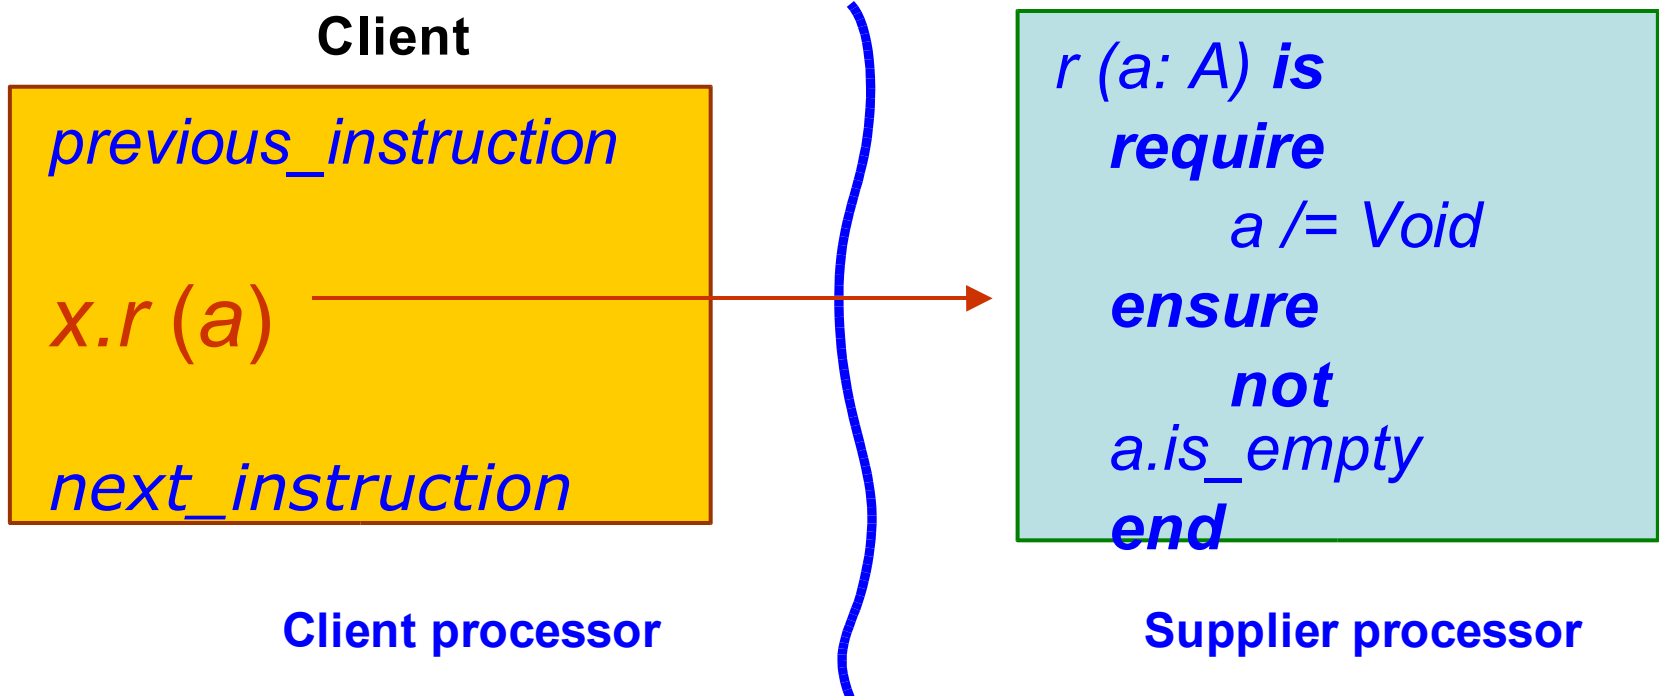 Client
previous_instruction
x.r (a)
next_instruction
Client processor
r (a: A) is
require
a /= Void
ensure
not
a.is_empty
end
Supplier processor